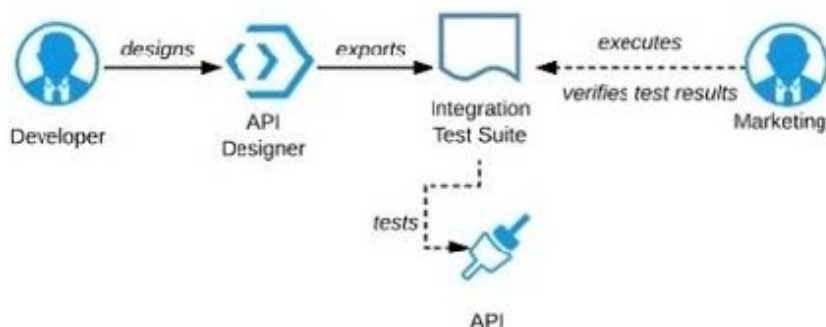 designs
exports
executes
verifies test results
Developer
API
Designer
Integration
Test Suite
Marketing
tests
API